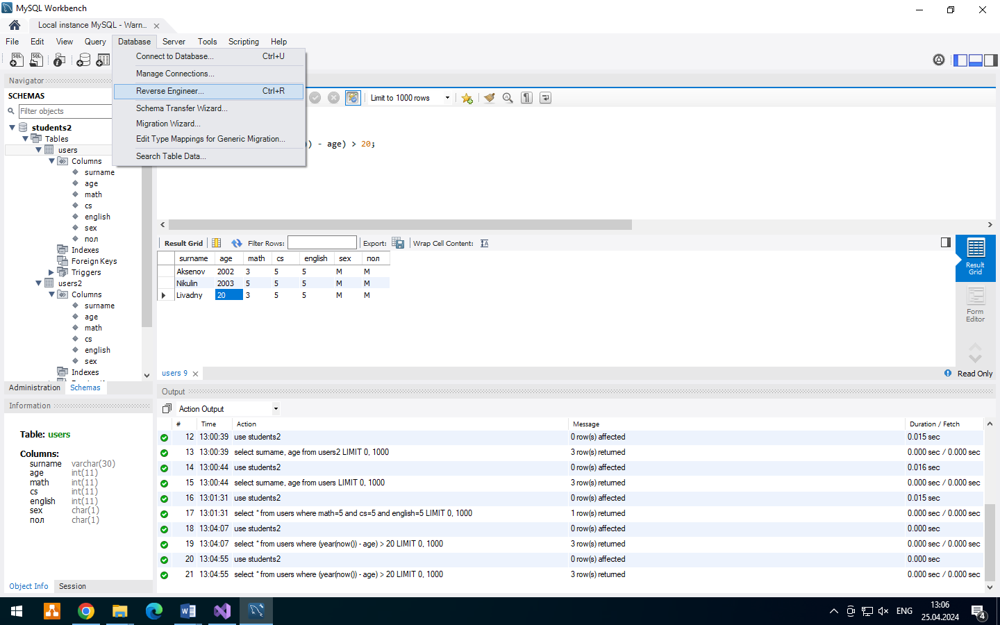 MySQL Workbench
Local instance MySQL - Warn...
File Edit View Query Database Server Tools Scripting Help
Connect to Database... Ctrl+U
Manage Connections...
Reverse Engineer... Ctrl+R
Schema Transfer Wizard...
Migration Wizard...
Edit Type Mappings for Generic Migration...
Search Table Data...
Navigator
SCHEMAS
Filter objects
students2
Tables
users
Columns
surname
age
math
cs
english
sex
пол
Indexes
Foreign Keys
Triggers
users2
Columns
surname
age
math
cs
english
sex
Indexes
Administration Schemas
Limit to 1000 rows
) - age) > 20;
Result Grid Filter Rows: Export: Wrap Cell Content:
surname age math cs english sex пол
Aksenov 2002 3 5 5 M M
Nikulin 2003 5 5 5 M M
Livadny 20 3 5 5 M M
Result
Grid
Form
Editor
users 9
Read Only
Information
Table: users
Columns:
surname varchar(30)
age int(11)
math int(11)
cs int(11)
english int(11)
sex char(1)
пол char(1)
Object Info Session
Output
Action Output
# Time Action Message Duration / Fetch
12 13:00:39 use students2 0 row(s) affected 0.015 sec
13 13:00:39 select surname, age from users2 LIMIT 0, 1000 3 row(s) returned 0.000 sec / 0.000 sec
14 13:00:44 use students2 0 row(s) affected 0.016 sec
15 13:00:44 select surname, age from users LIMIT 0, 1000 3 row(s) returned 0.000 sec / 0.000 sec
16 13:01:31 use students2 0 row(s) affected 0.015 sec
17 13:01:31 select * from users where math=5 and cs=5 and english=5 LIMIT 0, 1000 1 row(s) returned 0.000 sec / 0.000 sec
18 13:04:07 use students2 0 row(s) affected 0.000 sec
19 13:04:07 select * from users where (year(now()) - age) > 20 LIMIT 0, 1000 3 row(s) returned 0.000 sec / 0.000 sec
20 13:04:55 use students2 0 row(s) affected 0.000 sec
21 13:04:55 select * from users where (year(now()) - age) > 20 LIMIT 0, 1000 3 row(s) returned 0.000 sec / 0.000 sec
ENG
13:06
25.04.2024
4